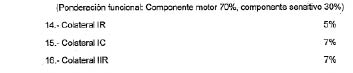 (Ponderación funcional: Componente motor 70%, componente sensitivo 30%)
14.- Colateral IR 5%
15.- Colateral IC 7%
16.- Colateral IIR 7%